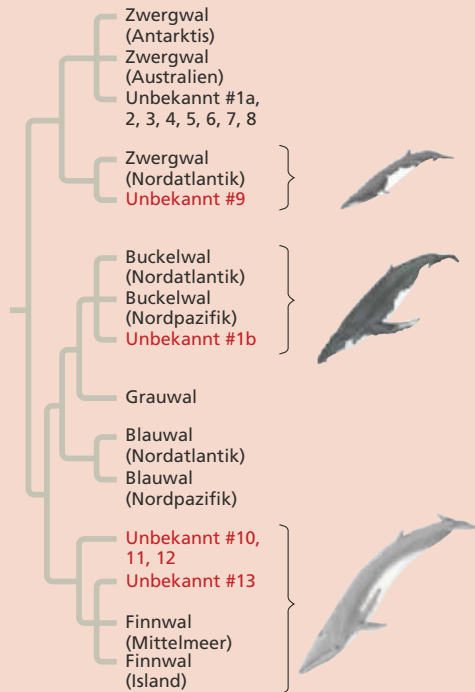 Zwergwal
(Antarktis)
Zwergwal
(Australien)
Unbekannt #1a,
2, 3, 4, 5, 6, 7, 8
Zwergwal
(Nordatlantik)
Unbekannt #9
Buckelwal
(Nordatlantik)
Buckelwal
(Nordpazifik)
Unbekannt #1b
Grauwal
Blauwal
(Nordatlantik)
Blauwal
(Nordpazifik)
Unbekannt #10,
11, 12
Unbekannt #13
Finnwal
(Mittelmeer)
Finnwal
(Island)